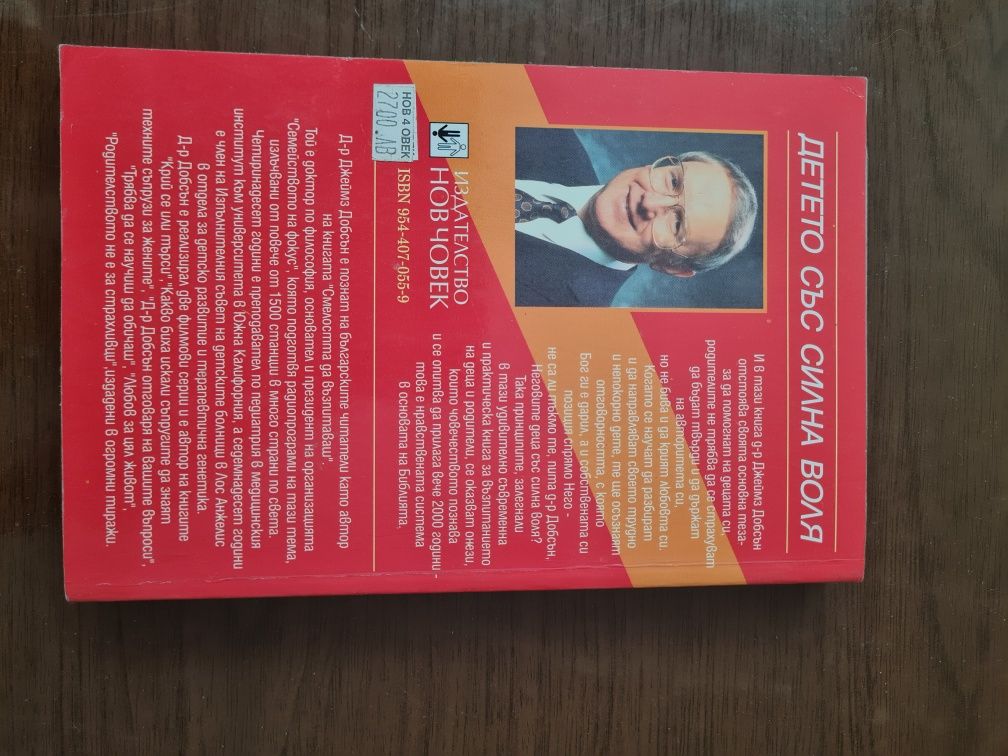 ДЕТЕТО СЪС СИЛНА ВОЛЯ
И в тази книга д-р Джеймз Добсън
отстоява своята основна теза-
за да помогнат на децата си
родителите не трябва да се страхуват
да бъдат твърди и да държат
на авторитета си,
но не бива и да крият любовта си.
Когато се научат да разбират
и да направляват своето трудно
и непокорно дете, те ще осъзнаят
отговорността, с която
Бог ги е дарил, а собствената си
позиция спрямо Него -
не са ли тъкмо те, пита д-р Добсън,
Неговите деца със силна воля?
Така принципите, залегнали
в тази удивително съвременна
и практическа книга за възпитанието
на деца и родители, се оказват онези,
които човечеството познава
и се опитва да прилага вече 2000 години -
това е нравствената система
в основата на Библията.
ИЗДАТЕЛСТВО
НОВ ЧОВЕК
НОВ 4 ОВЕК
2700.ЛВ
ISBN 954-407-055-9
Д-р Джеймз Добсън е познат на българските читатели като автор
на книгата "Смелостта да възпитаваш".
Той е доктор по философия, основател и президент на организацията
"Семейството на фокус", която подготвя радиопрограми на тази тема,
излъчвани от повече от 1500 станции в много страни по света.
Четиринадесет години е преподавател по педиатрия в медицинския
институт към университета в Южна Калифорния, а седемнадесет години
е член на Изпълнителния съвет на детските болници в Лос Анжелис
в отдела за детско развитие и терапевтична генетика.
Д-р Добсън е реализирал две филмови серии и е автор на книгите
"Крий се или търси", "Какво биха искали съпругите да знаят
техните съпрузи за жените", "Д-р Добсън отговаря на вашите въпроси",
"Трябва да се научиш да обичаш", "Любов за цял живот",
"Родителството не е за страхливци", издадени в огромни тиражи.